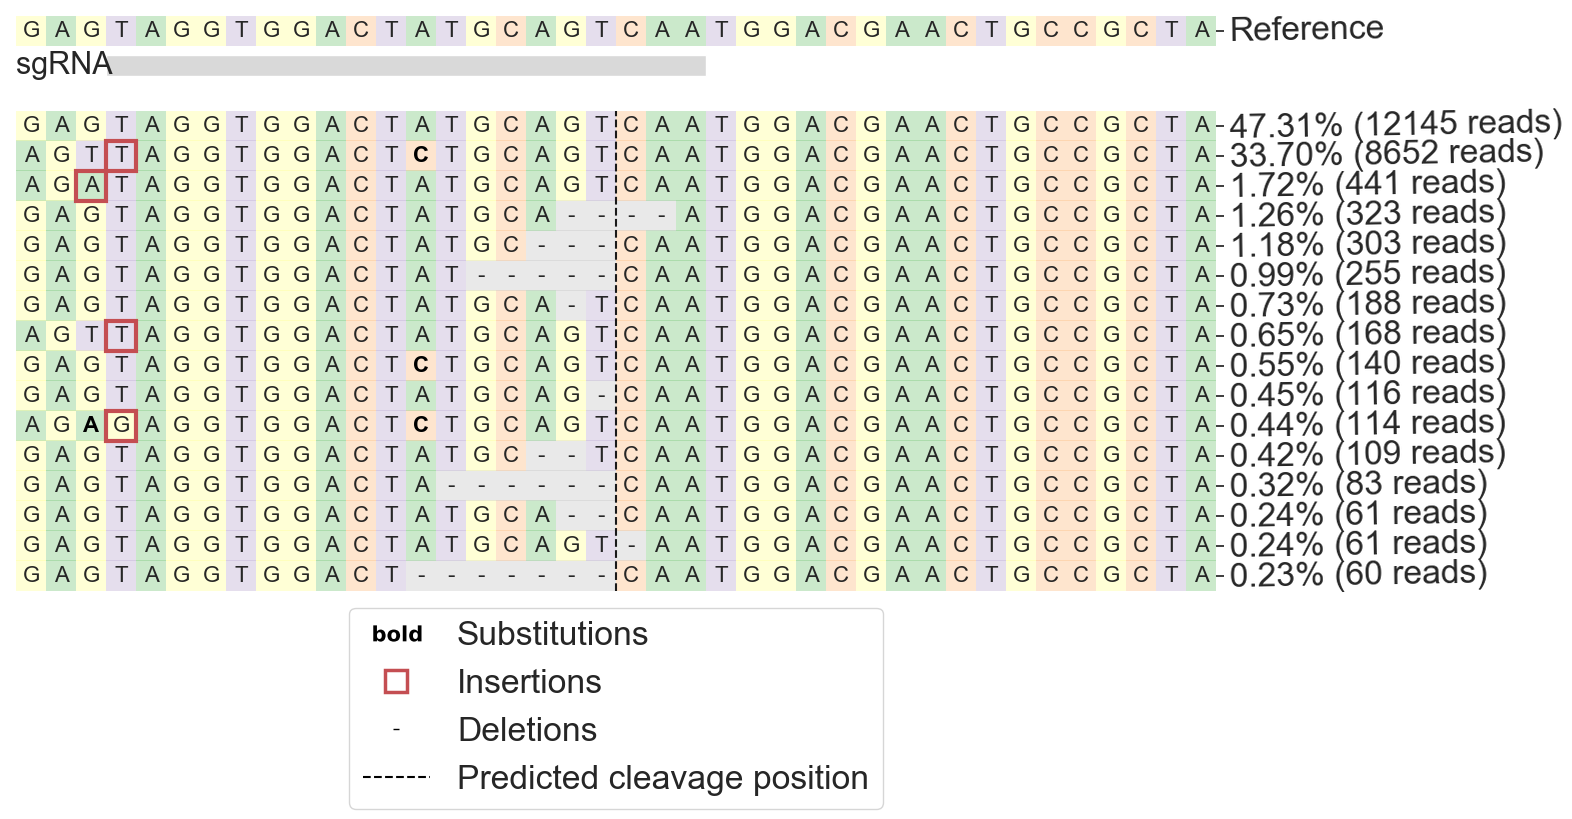 G A G T A G G T G G A C T A T G C A G T C A A T G G A C G A A C T G C C G C T A Reference
sgRNA
G A G T A G G T G G A C T A T G C A G T C A A T G G A C G A A C T G C C G C T A 47.31% (12145 reads)
A G T T A G G T G G A C T C T G C A G T C A A T G G A C G A A C T G C C G C T A 33.70% (8652 reads)
A G A T A G G T G G A C T A T G C A G T C A A T G G A C G A A C T G C C G C T A 1.72% (441 reads)
G A G T A G G T G G A C T A T G C A - - - - A T G G A C G A A C T G C C G C T A 1.26% (323 reads)
G A G T A G G T G G A C T A T G C - - - C A A T G G A C G A A C T G C C G C T A 1.18% (303 reads)
G A G T A G G T G G A C T A T - - - - - C A A T G G A C G A A C T G C C G C T A 0.99% (255 reads)
G A G T A G G T G G A C T A T G C A - T C A A T G G A C G A A C T G C C G C T A 0.73% (188 reads)
A G T T A G G T G G A C T A T G C A G T C A A T G G A C G A A C T G C C G C T A 0.65% (168 reads)
G A G T A G G T G G A C T C T G C A G T C A A T G G A C G A A C T G C C G C T A 0.55% (140 reads)
G A G T A G G T G G A C T A T G C A G - C A A T G G A C G A A C T G C C G C T A 0.45% (116 reads)
A G A G A G G T G G A C T C T G C A G T C A A T G G A C G A A C T G C C G C T A 0.44% (114 reads)
G A G T A G G T G G A C T A T G C - - T C A A T G G A C G A A C T G C C G C T A 0.42% (109 reads)
G A G T A G G T G G A C T A - - - - - - C A A T G G A C G A A C T G C C G C T A 0.32% (83 reads)
G A G T A G G T G G A C T A T G C A - - C A A T G G A C G A A C T G C C G C T A 0.24% (61 reads)
G A G T A G G T G G A C T A T G C A G T - A A T G G A C G A A C T G C C G C T A 0.24% (61 reads)
G A G T A G G T G G A C T - - - - - - - C A A T G G A C G A A C T G C C G C T A 0.23% (60 reads)
bold Substitutions
Insertions
- Deletions
Predicted cleavage position